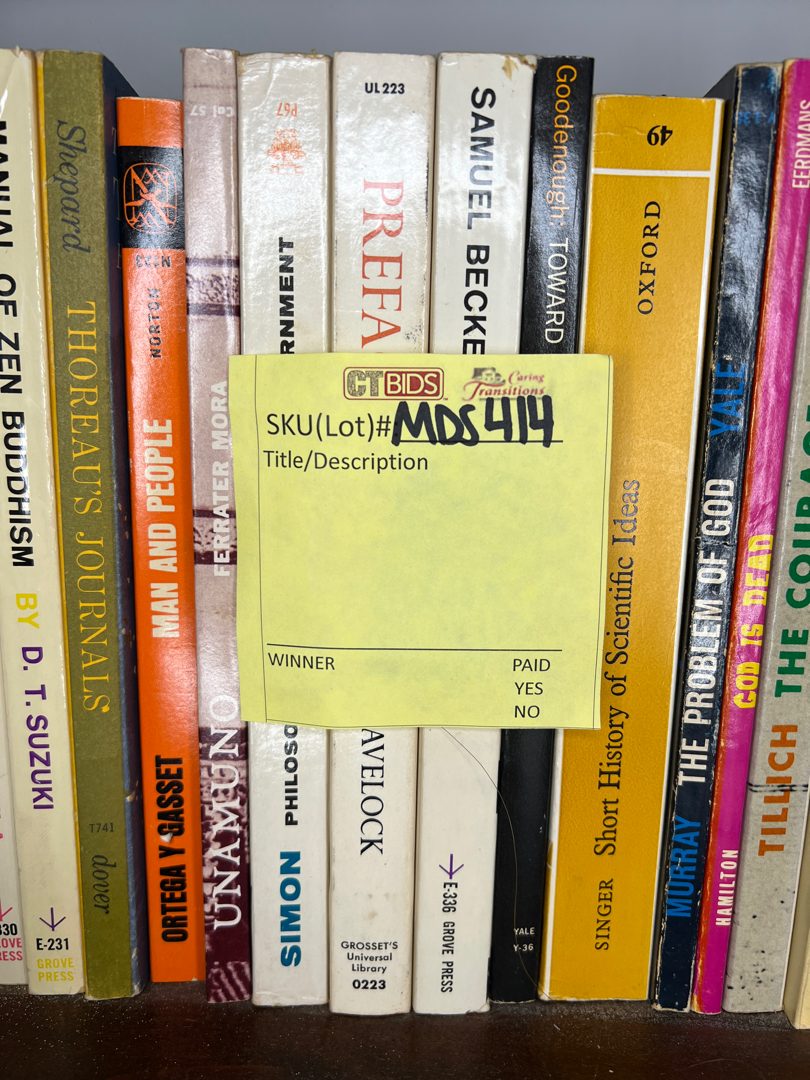 MANUAL OF ZEN BUDDHISM BY D. T. SUZUKI
E-231
GROVE
PRESS
Shepard THOREAU'S JOURNALS dover
T741
N123
NORTON
MAN AND PEOPLE
ORTEGA Y GASSET
Cal 57
FERRATER MORA
UNAMUNO
P67
RNMENT
PHILOSO
SIMON
UL 223
PREFA
AVELOCK
GROSSET'S
Universal
Library
0223
SAMUEL BECKE
E-336 GROVE PRESS
Goodenough: TOWARD
YALE
Y-36
49
OXFORD
SINGER Short History of Scientific Ideas
YALE
MURRAY THE PROBLEM OF GOD
EERDMANS
GOD IS DEAD
HAMILTON
TILLICH THE COURAG
CTBIDS
Caring
Transitions
SKU(Lot)# MDS414
Title/Description
WINNER PAID
YES
NO